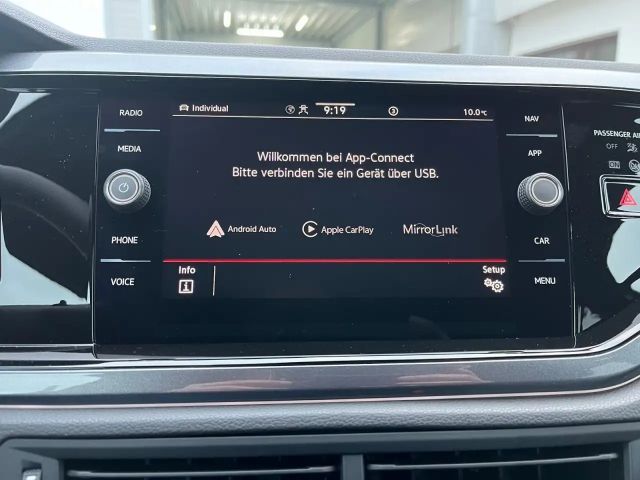 RADIO
MEDIA
PHONE
VOICE
Individual
9:19
3
10.0°C
Willkommen bei App-Connect
Bitte verbinden Sie ein Gerät über USB.
Android Auto
Apple CarPlay
MirrorLink
Info
Setup
NAV
APP
CAR
MENU
PASSENGER AI
OFF